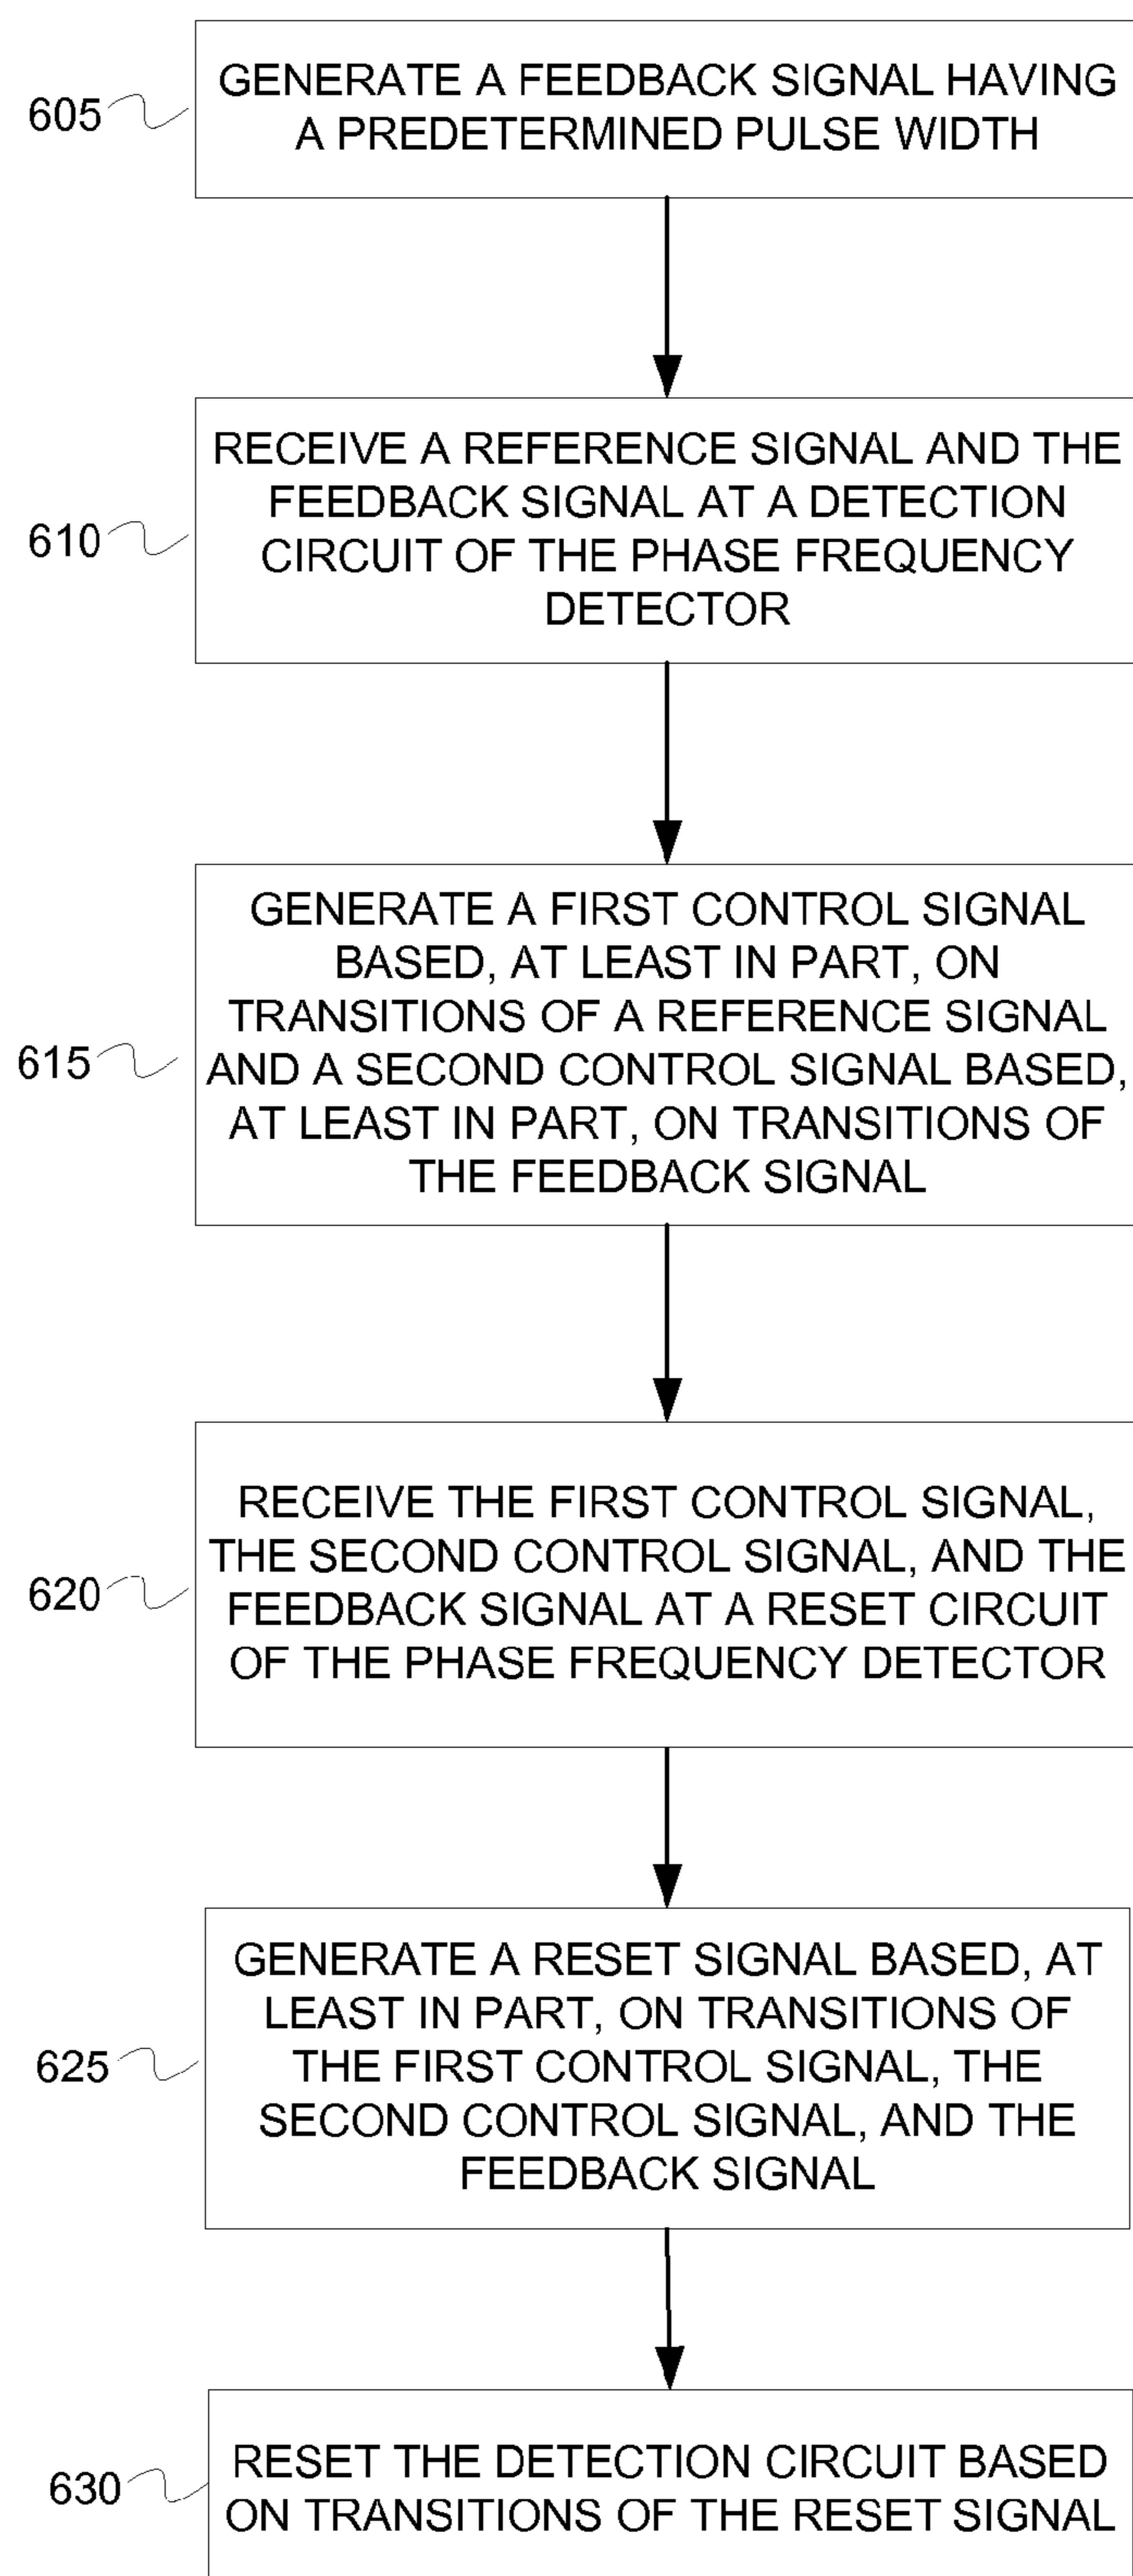 GENERATE A FEEDBACK SIGNAL HAVING
A PREDETERMINED PULSE WIDTH
605
RECEIVE A REFERENCE SIGNAL AND THE
FEEDBACK SIGNAL AT A DETECTION
CIRCUIT OF THE PHASE FREQUENCY
DETECTOR
610
GENERATE A FIRST CONTROL SIGNAL
BASED, AT LEAST IN PART, ON
TRANSITIONS OF A REFERENCE SIGNAL
AND A SECOND CONTROL SIGNAL BASED,
AT LEAST IN PART, ON TRANSITIONS OF
THE FEEDBACK SIGNAL
615
RECEIVE THE FIRST CONTROL SIGNAL,
THE SECOND CONTROL SIGNAL, AND THE
FEEDBACK SIGNAL AT A RESET CIRCUIT
OF THE PHASE FREQUENCY DETECTOR
620
GENERATE A RESET SIGNAL BASED, AT
LEAST IN PART, ON TRANSITIONS OF
THE FIRST CONTROL SIGNAL, THE
SECOND CONTROL SIGNAL, AND THE
FEEDBACK SIGNAL
625
RESET THE DETECTION CIRCUIT BASED
ON TRANSITIONS OF THE RESET SIGNAL
630